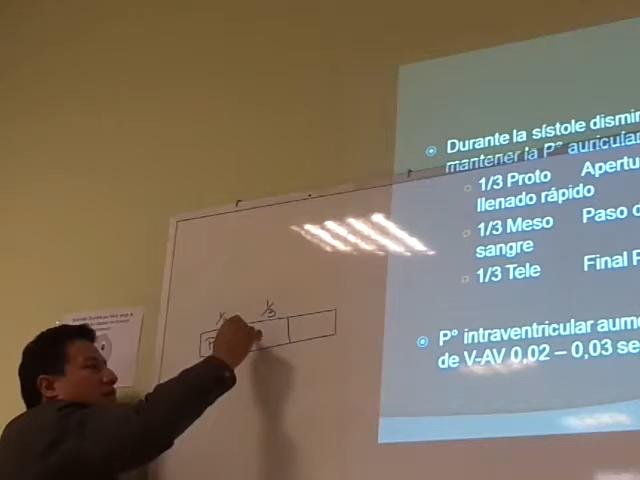 Durante la sístole dismi
mantener la P° auricula
1/3 Proto Apertu
llenado rápido
1/3 Meso Paso d
sangre
1/3 Tele Final
P° intraventricular aum
de V-AV 0,02 – 0,03 se
1/3